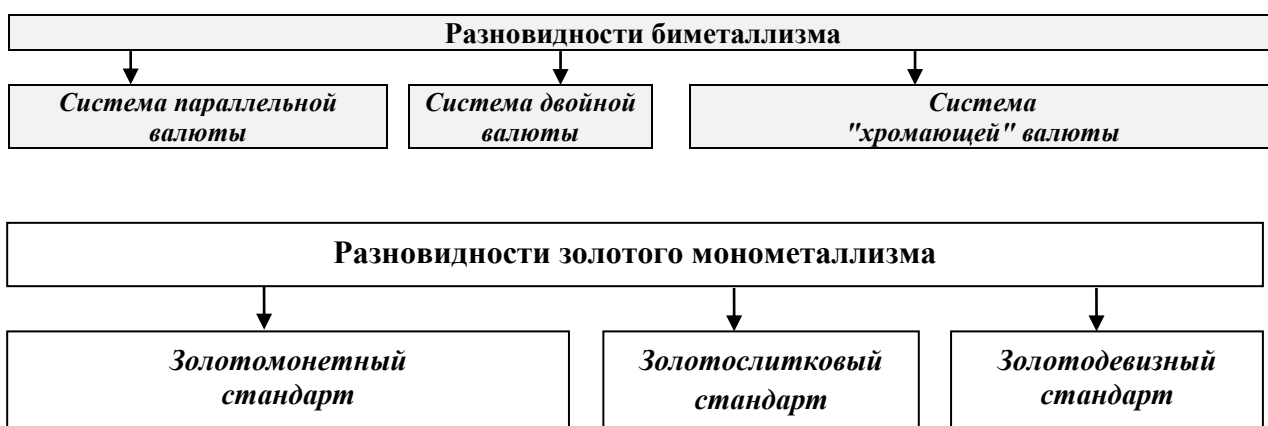 Разновидности биметаллизма
Система параллельной
валюты
Система двойной
валюты
Система
"хромающей" валюты
Разновидности золотого монометаллизма
Золотомонетный
стандарт
Золотослитковый
стандарт
Золотодевизный
стандарт